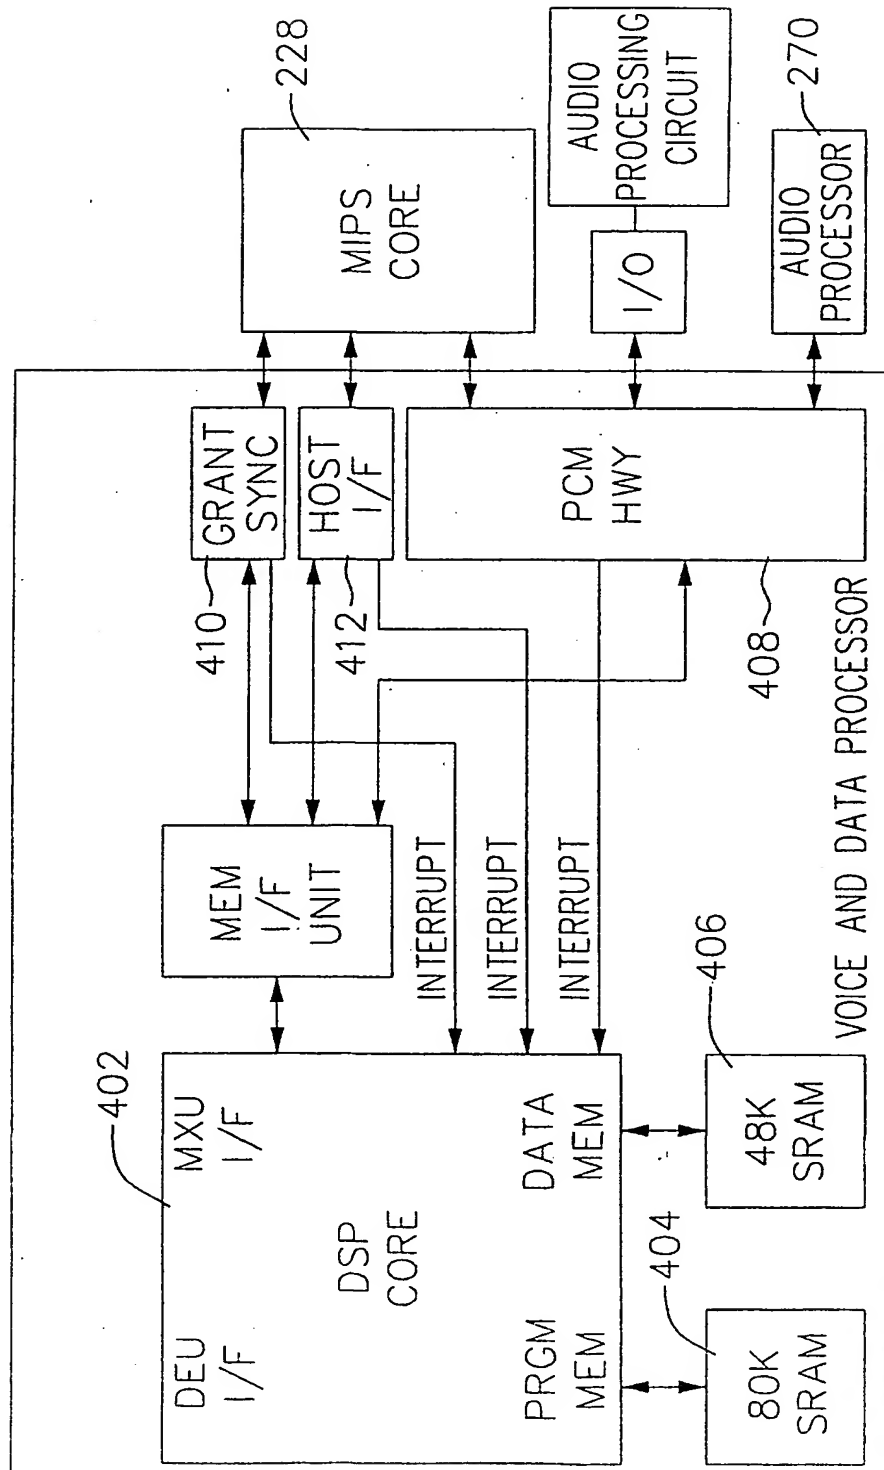 DEU
I/F
MXU
I/F
402
DSP
CORE
PRGM
MEM
DATA
MEM
404
80K
SRAM
406
48K
SRAM
MEM
I/F
UNIT
INTERRUPT
INTERRUPT
INTERRUPT
410
GRANT
SYNC
412
HOST
I/F
PCM
HWY
408
VOICE AND DATA PROCESSOR
228
MIPS
CORE
I/O
AUDIO
PROCESSING
CIRCUIT
270
AUDIO
PROCESSOR